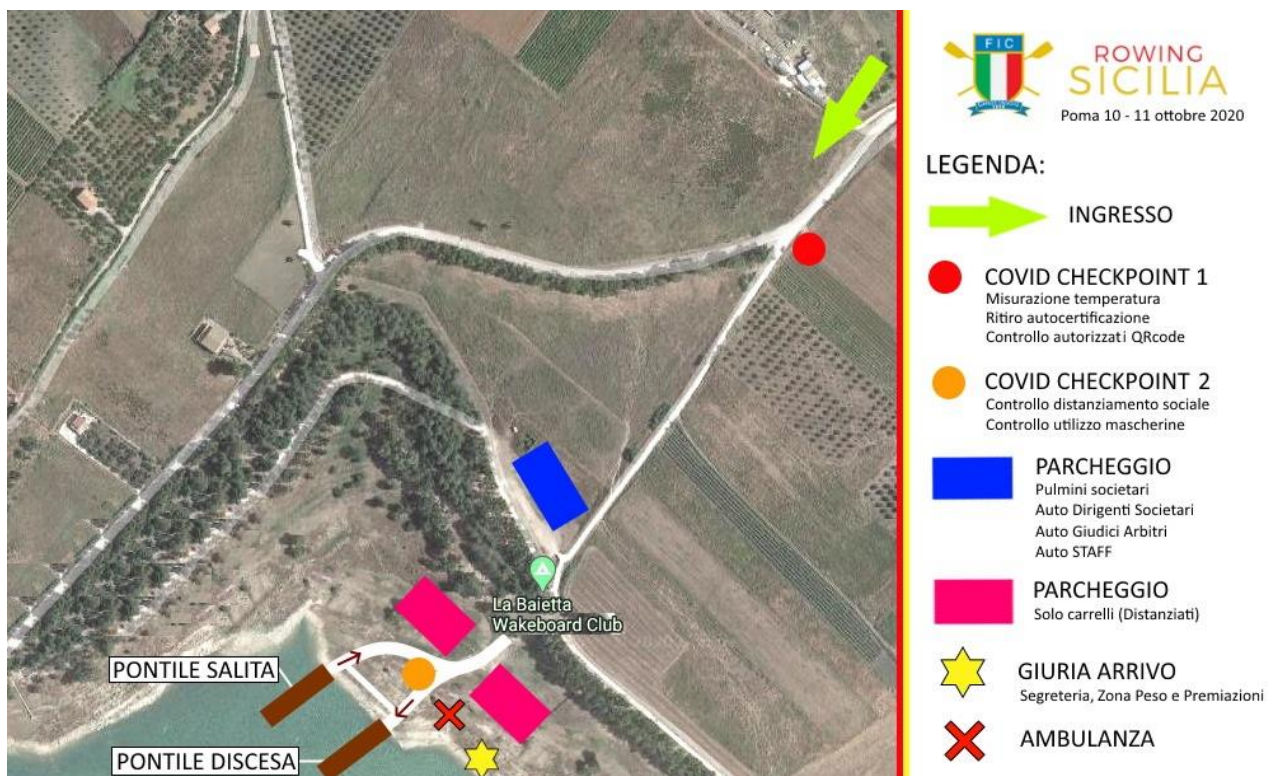 La Baietta
Wakeboard Club
PONTILE SALITA
PONTILE DISCESA
FIC
ROWING
SICILIA
Poma 10 - 11 ottobre 2020
LEGENDA:
INGRESSO
COVID CHECKPOINT 1
Misurazione temperatura
Ritiro autocertificazione
Controllo autorizzati QRcode
COVID CHECKPOINT 2
Controllo distanziamento sociale
Controllo utilizzo mascherine
PARCHEGGIO
Pulmini societari
Auto Dirigenti Societari
Auto Giudici Arbitri
Auto STAFF
PARCHEGGIO
Solo carrelli (Distanziati)
GIURIA ARRIVO
Segreteria, Zona Peso e Premiazioni
AMBULANZA